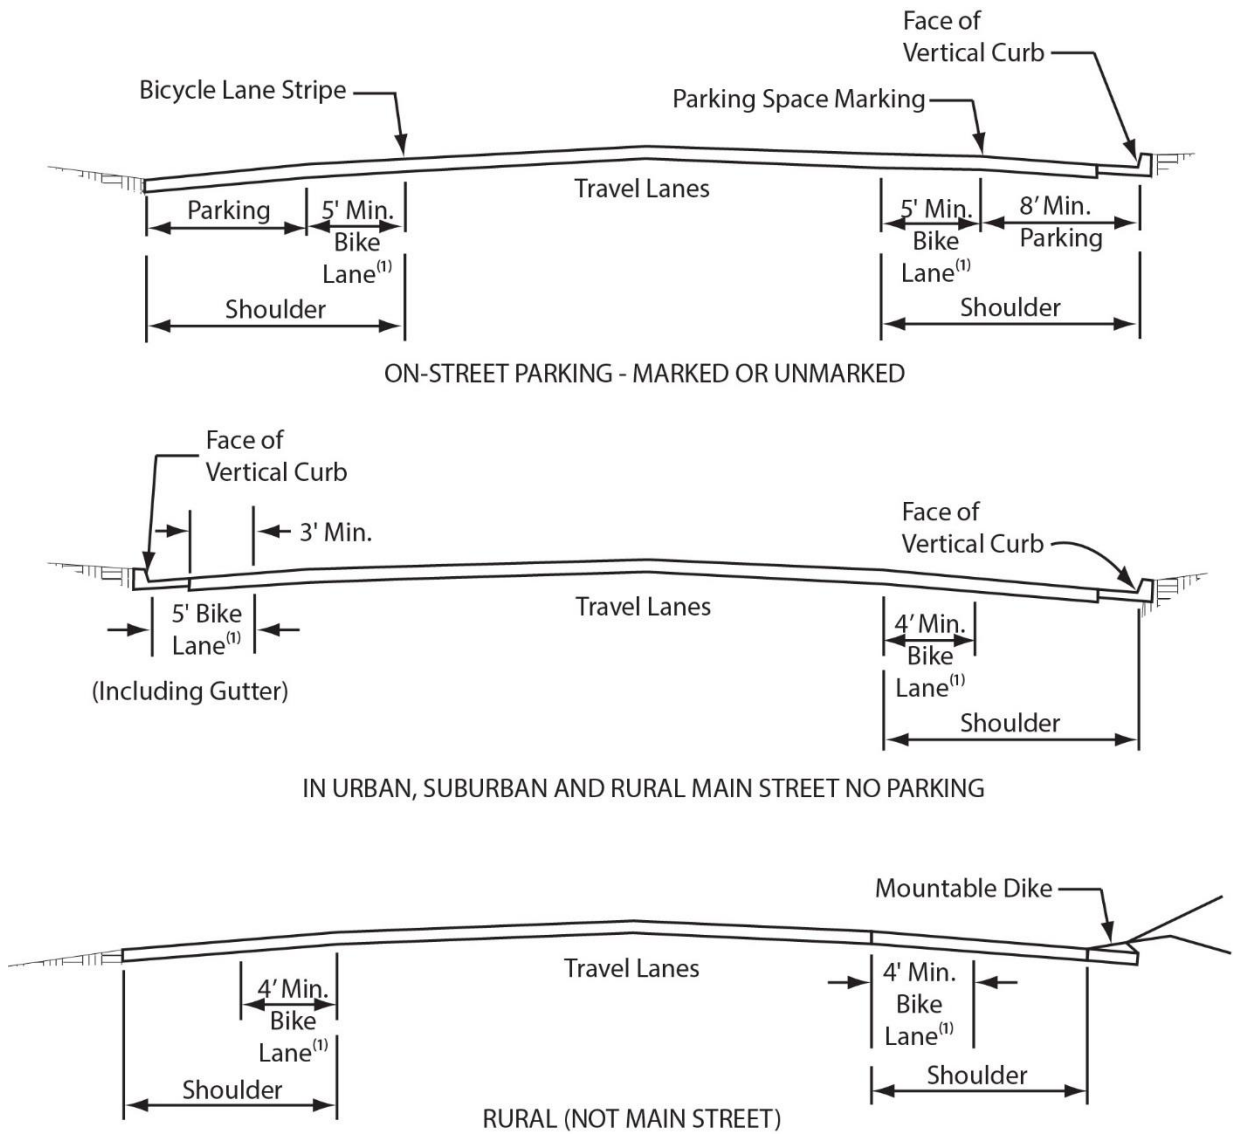 Face of
Vertical Curb
Bicycle Lane Stripe
Parking Space Marking
Travel Lanes
Parking
5' Min.
Bike
Lane(1)
Shoulder
5' Min.
Bike
Lane(1)
8' Min.
Parking
Shoulder
ON-STREET PARKING - MARKED OR UNMARKED
Face of
Vertical Curb
3' Min.
Face of
Vertical Curb
5' Bike
Lane(1)
(Including Gutter)
Travel Lanes
4' Min.
Bike
Lane(1)
Shoulder
IN URBAN, SUBURBAN AND RURAL MAIN STREET NO PARKING
Mountable Dike
Travel Lanes
4' Min.
Bike
Lane(1)
Shoulder
4' Min.
Bike
Lane(1)
Shoulder
RURAL (NOT MAIN STREET)